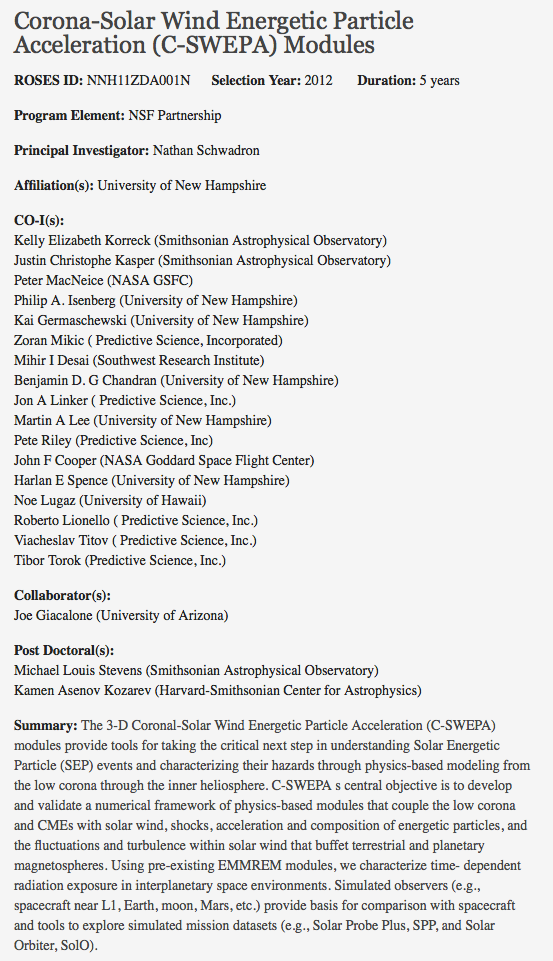 Corona-Solar Wind Energetic Particle
Acceleration (C-SWEPA) Modules
ROSES ID: NNH11ZDA001N Selection Year: 2012 Duration: 5 years
Program Element: NSF Partnership
Principal Investigator: Nathan Schwadron
Affiliation(s): University of New Hampshire
CO-I(s):
Kelly Elizabeth Korreck (Smithsonian Astrophysical Observatory)
Justin Christophe Kasper (Smithsonian Astrophysical Observatory)
Peter MacNeice (NASA GSFC)
Philip A. Isenberg (University of New Hampshire)
Kai Germaschewski (University of New Hampshire)
Zoran Mikic ( Predictive Science, Incorporated)
Mihir I Desai (Southwest Research Institute)
Benjamin D. G Chandran (University of New Hampshire)
Jon A Linker ( Predictive Science, Inc.)
Martin A Lee (University of New Hampshire)
Pete Riley (Predictive Science, Inc)
John F Cooper (NASA Goddard Space Flight Center)
Harlan E Spence (University of New Hampshire)
Noe Lugaz (University of Hawaii)
Roberto Lionello ( Predictive Science, Inc.)
Viacheslav Titov ( Predictive Science, Inc.)
Tibor Torok (Predictive Science, Inc.)
Collaborator(s):
Joe Giacalone (University of Arizona)
Post Doctoral(s):
Michael Louis Stevens (Smithsonian Astrophysical Observatory)
Kamen Asenov Kozarev (Harvard-Smithsonian Center for Astrophysics)
Summary: The 3-D Coronal-Solar Wind Energetic Particle Acceleration (C-SWEPA)
modules provide tools for taking the critical next step in understanding Solar Energetic
Particle (SEP) events and characterizing their hazards through physics-based modeling from
the low corona through the inner heliosphere. C-SWEPA s central objective is to develop
and validate a numerical framework of physics-based modules that couple the low corona
and CMEs with solar wind, shocks, acceleration and composition of energetic particles, and
the fluctuations and turbulence within solar wind that buffet terrestrial and planetary
magnetospheres. Using pre-existing EMMREM modules, we characterize time- dependent
radiation exposure in interplanetary space environments. Simulated observers (e.g.,
spacecraft near L1, Earth, moon, Mars, etc.) provide basis for comparison with spacecraft
and tools to explore simulated mission datasets (e.g., Solar Probe Plus, SPP, and Solar
Orbiter, SolO).